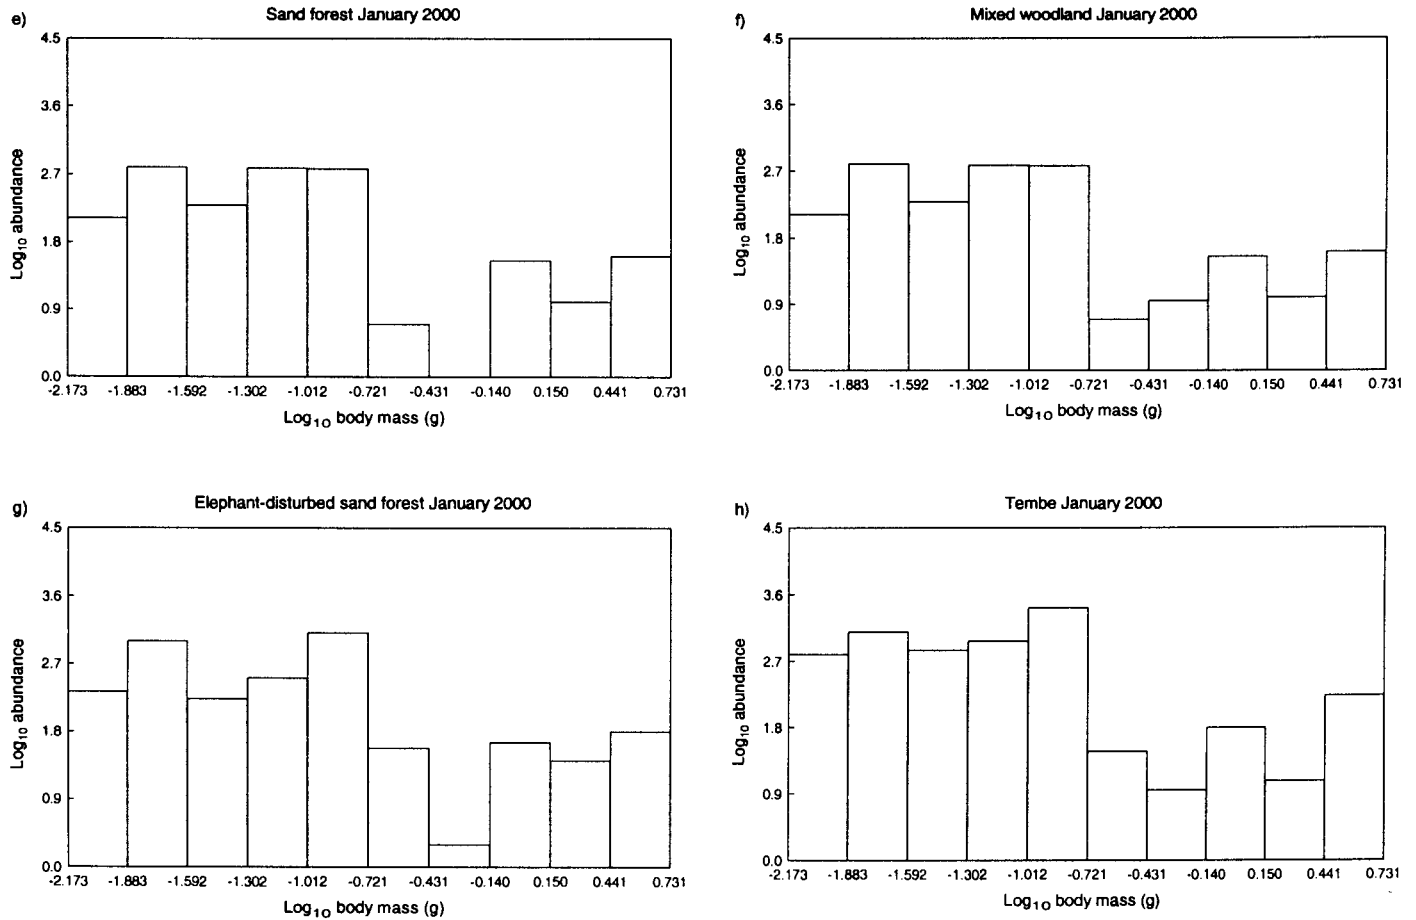 e)
Sand forest January 2000
4.5
3.6
2.7
1.8
0.9
0.0
Log10 abundance
-2.173 -1.883 -1.592 -1.302 -1.012 -0.721 -0.431 -0.140 0.150 0.441 0.731
Log10 body mass (g)
f)
Mixed woodland January 2000
4.5
3.6
2.7
1.8
0.9
0.0
Log10 abundance
-2.173 -1.883 -1.592 -1.302 -1.012 -0.721 -0.431 -0.140 0.150 0.441 0.731
Log10 body mass (g)
g)
Elephant-disturbed sand forest January 2000
4.5
3.6
2.7
1.8
0.9
0.0
Log10 abundance
-2.173 -1.883 -1.592 -1.302 -1.012 -0.721 -0.431 -0.140 0.150 0.441 0.731
Log10 body mass (g)
h)
Tembe January 2000
4.5
3.6
2.7
1.8
0.9
0.0
Log10 abundance
-2.173 -1.883 -1.592 -1.302 -1.012 -0.721 -0.431 -0.140 0.150 0.441 0.731
Log10 body mass (g)